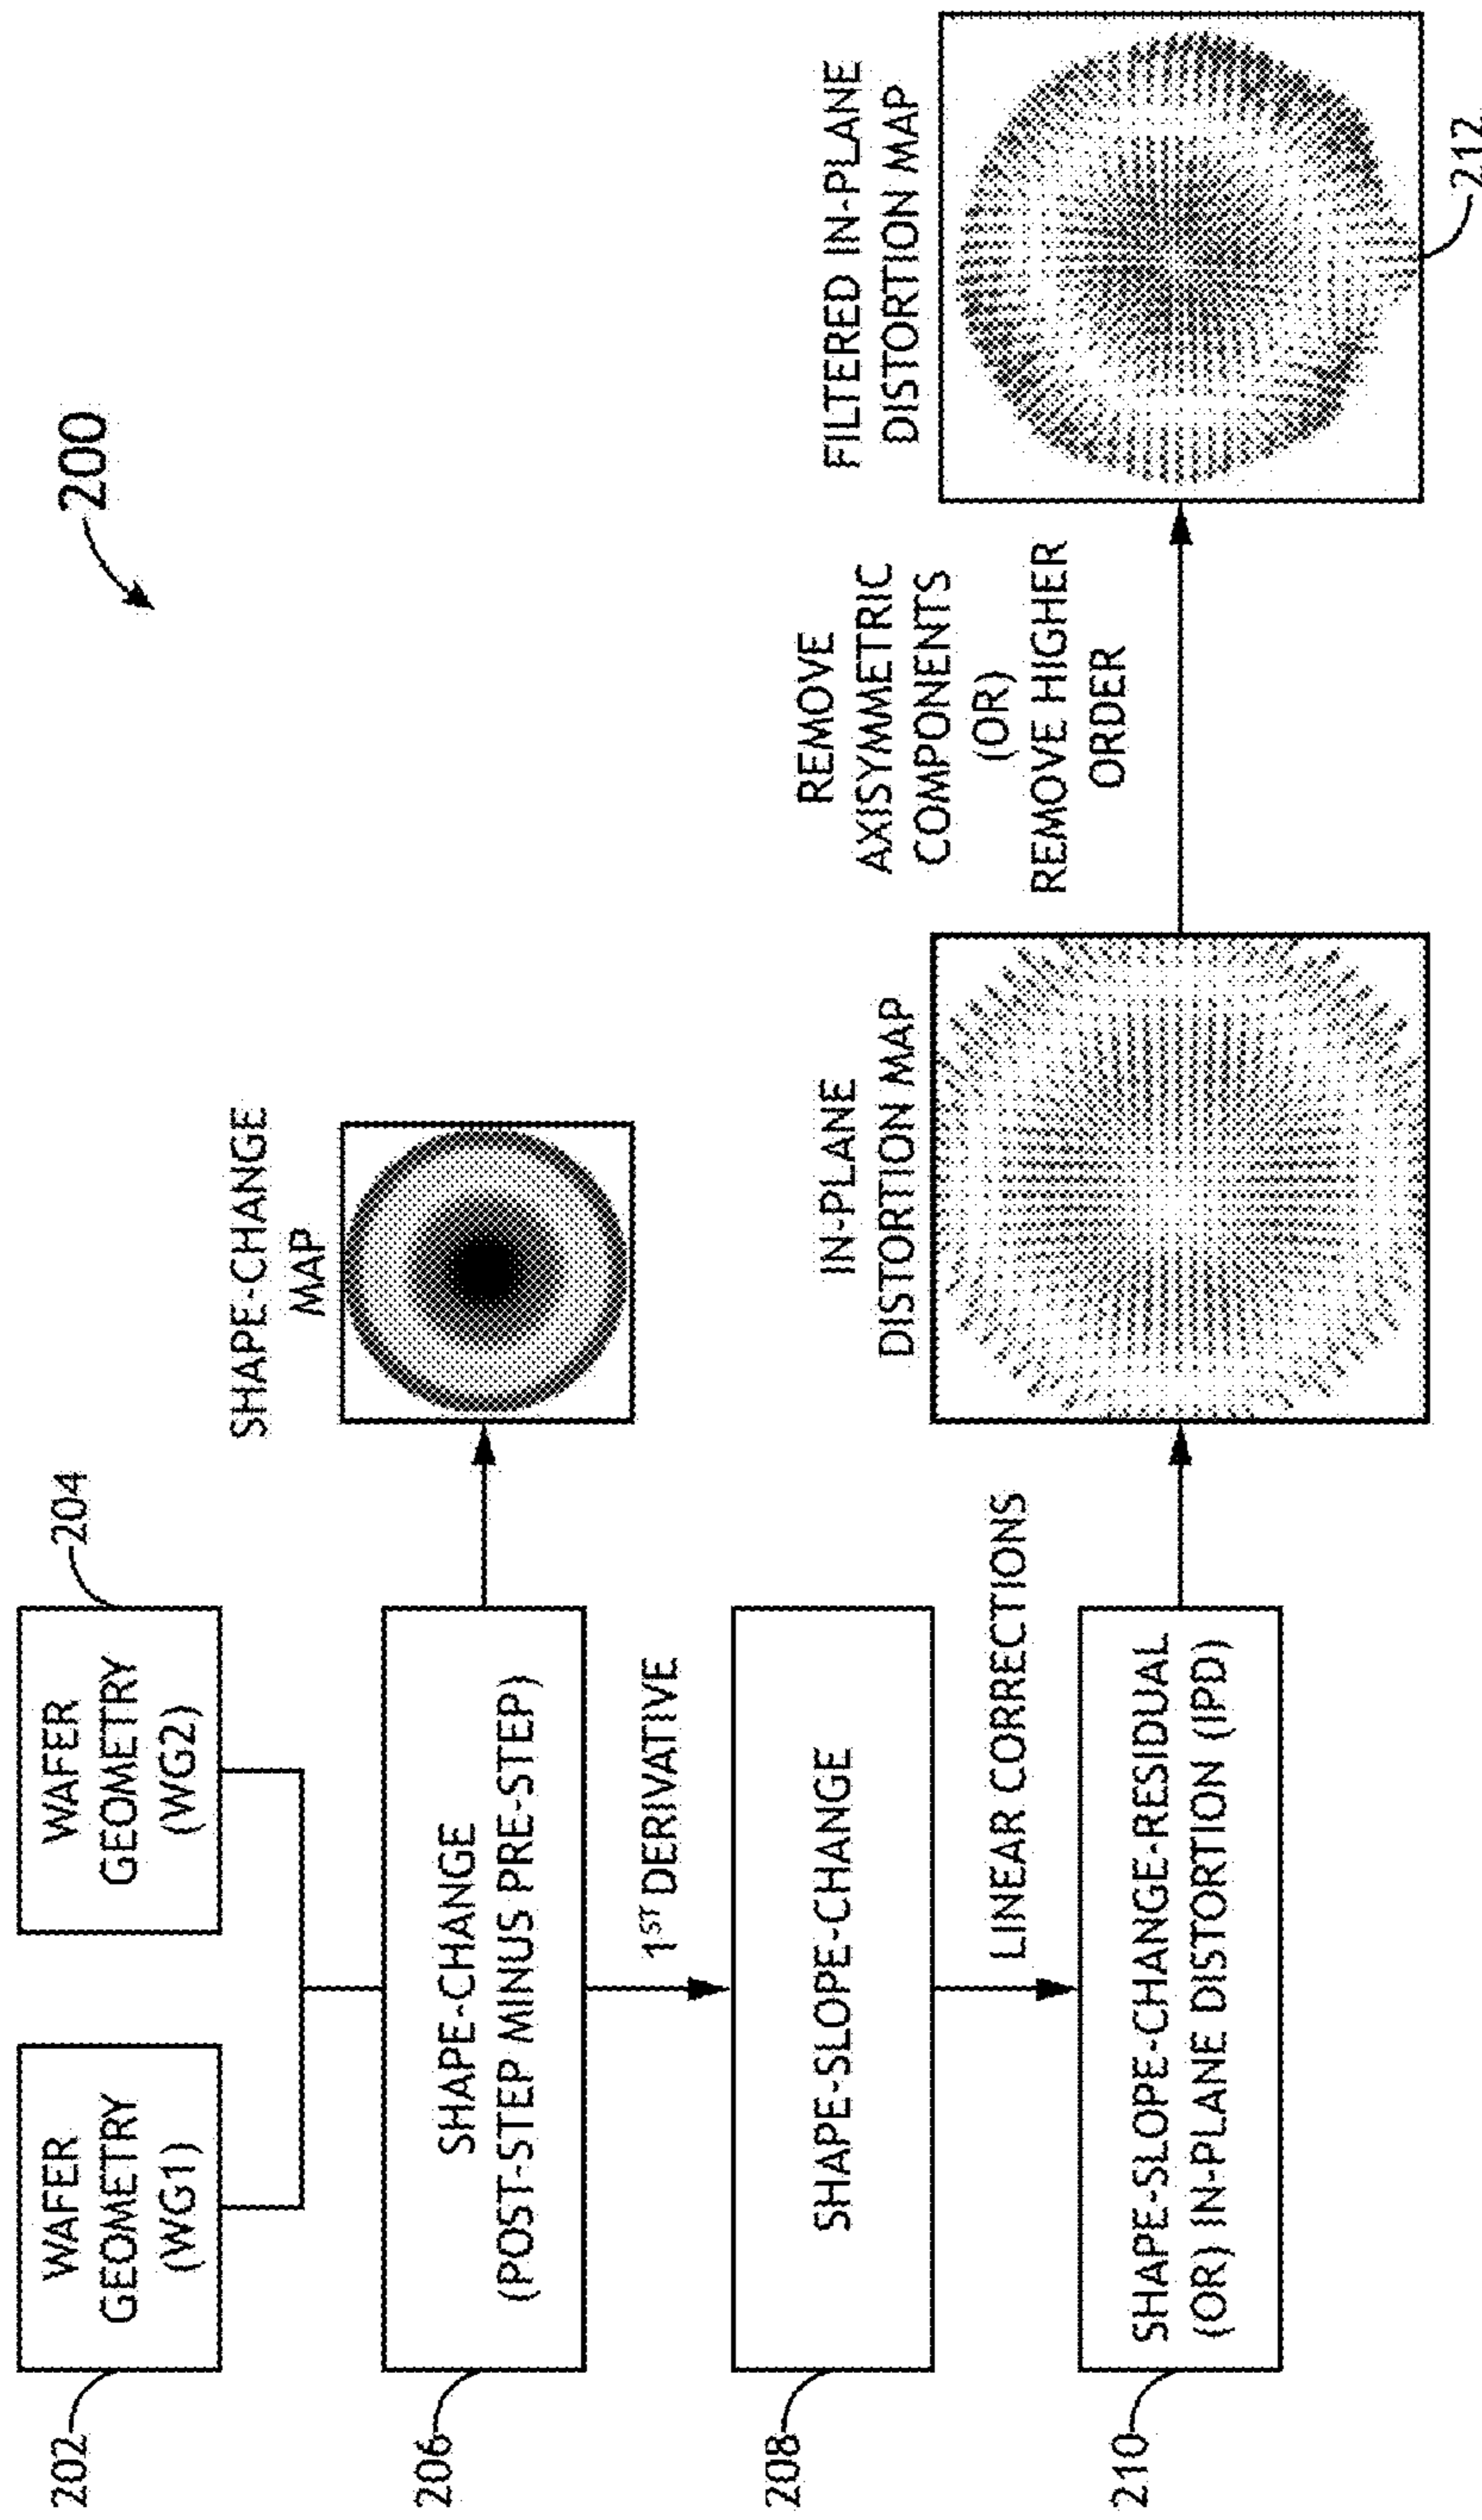 200
202
WAFER
GEOMETRY
(WG1)
WAFER
GEOMETRY
(WG2)
204
206
SHAPE-CHANGE
(POST-STEP MINUS PRE-STEP)
SHAPE-CHANGE
MAP
1ST DERIVATIVE
208
SHAPE-SLOPE-CHANGE
LINEAR CORRECTIONS
210
SHAPE-SLOPE-CHANGE-RESIDUAL
(OR) IN-PLANE DISTORTION (IPD)
IN-PLANE
DISTORTION MAP
REMOVE
AXISYMMETRIC
COMPONENTS
(OR)
REMOVE HIGHER
ORDER
FILTERED IN-PLANE
DISTORTION MAP
212